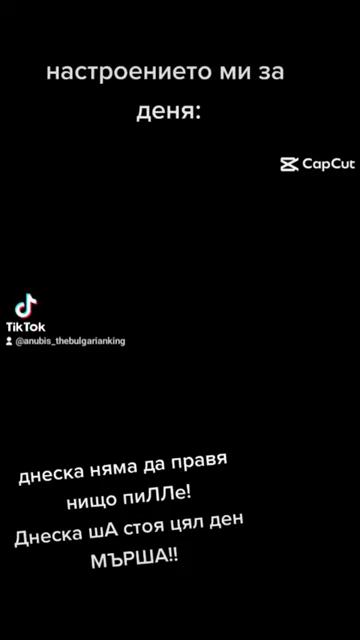 настроението ми за
деня:
CapCut
TikTok
@anubis_thebulgarianking
днеска няма да правя
нищо пиЛЛе!
Днеска шА стоя цял ден
МЪРША!!